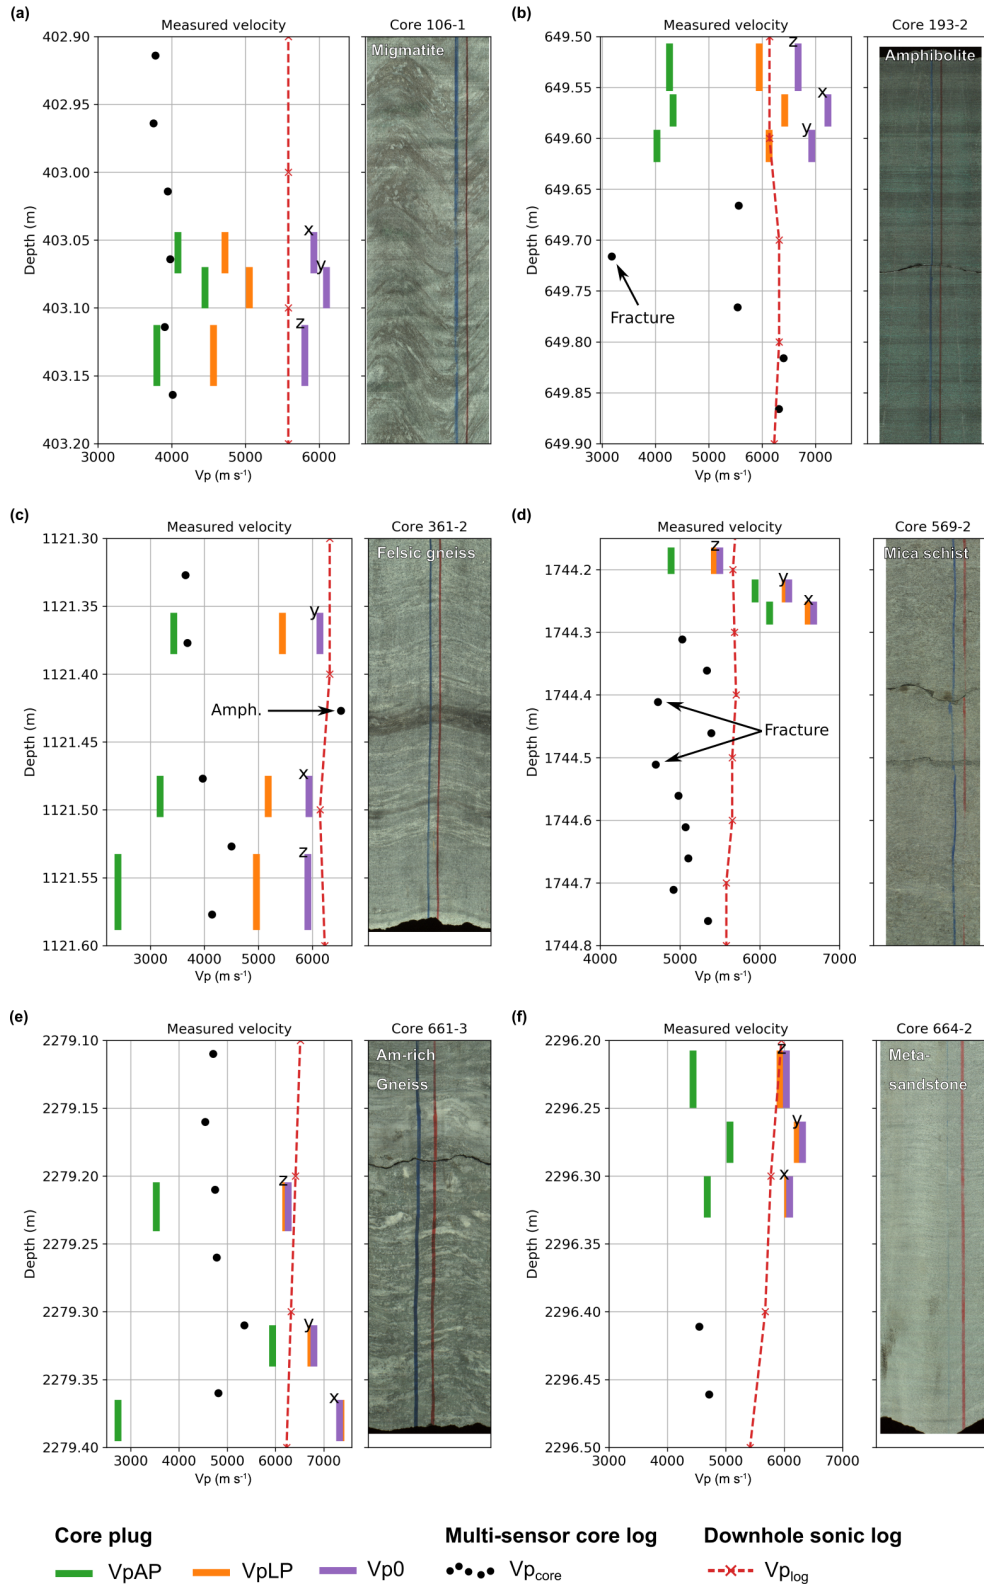 (a)
Measured velocity
Core 106-1
Migmatite
402.90
402.95
403.00
403.05
403.10
403.15
403.20
Depth (m)
x
y
z
3000 4000 5000 6000
Vp (m s⁻¹)
(b)
Measured velocity
Core 193-2
Amphibolite
649.50
649.55
649.60
649.65
649.70
649.75
649.80
649.85
649.90
Depth (m)
z
x
y
Fracture
3000 4000 5000 6000 7000
Vp (m s⁻¹)
(c)
Measured velocity
Core 361-2
Felsic gneiss
1121.30
1121.35
1121.40
1121.45
1121.50
1121.55
1121.60
Depth (m)
y
Amph.
x
z
3000 4000 5000 6000
Vp (m s⁻¹)
(d)
Measured velocity
Core 569-2
Mica schist
1744.2
1744.3
1744.4
1744.5
1744.6
1744.7
1744.8
Depth (m)
z
y
x
Fracture
4000 5000 6000 7000
Vp (m s⁻¹)
(e)
Measured velocity
Core 661-3
Am-rich
Gneiss
2279.10
2279.15
2279.20
2279.25
2279.30
2279.35
2279.40
Depth (m)
z
y
x
3000 4000 5000 6000 7000
Vp (m s⁻¹)
(f)
Measured velocity
Core 664-2
Meta-
sandstone
2296.20
2296.25
2296.30
2296.35
2296.40
2296.45
2296.50
Depth (m)
z
y
x
3000 4000 5000 6000 7000
Vp (m s⁻¹)
Core plug
VpAP VpLP Vp0
Multi-sensor core log
Vp_core
Downhole sonic log
Vp_log